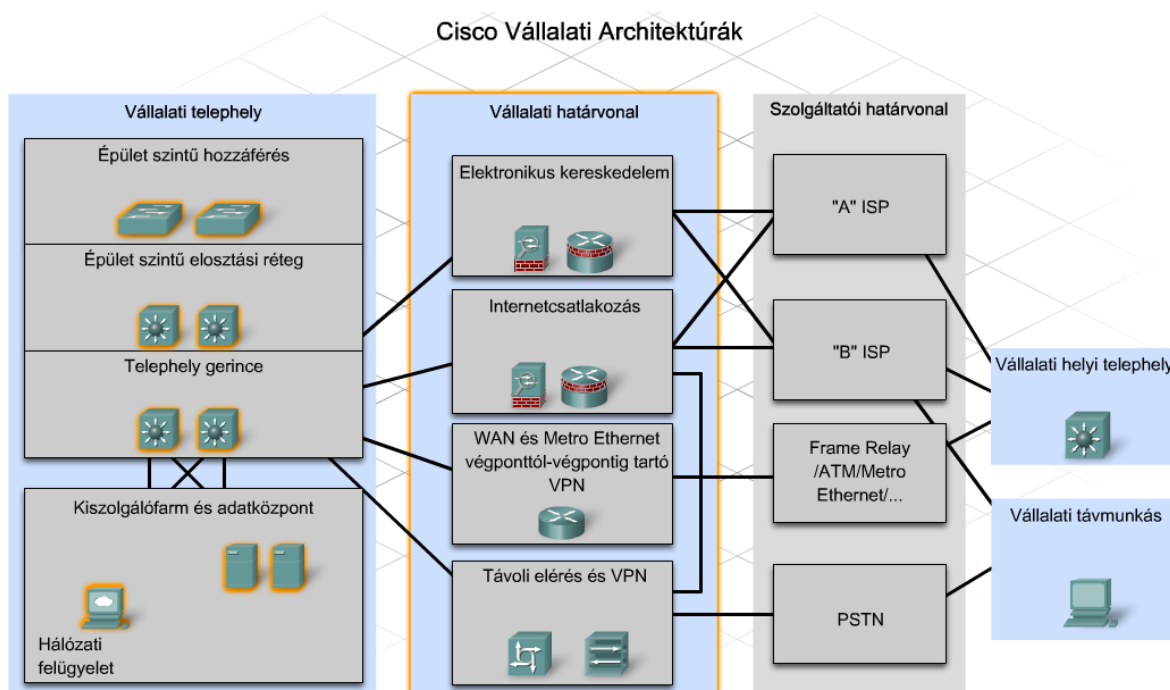 Cisco Vállalati Architektúrák
Vállalati telephely
Épület szintű hozzáférés
Épület szintű elosztási réteg
Telephely gerince
Kiszolgálófarm és adatközpont
Hálózati
felügyelet
Vállalati határvonal
Elektronikus kereskedelem
Internetcsatlakozás
WAN és Metro Ethernet
végponttól-végpontig tartó
VPN
Távoli elérés és VPN
Szolgáltatói határvonal
"A" ISP
"B" ISP
Frame Relay
/ATM/Metro
Ethernet/...
PSTN
Vállalati helyi telephely
Vállalati távmunkás